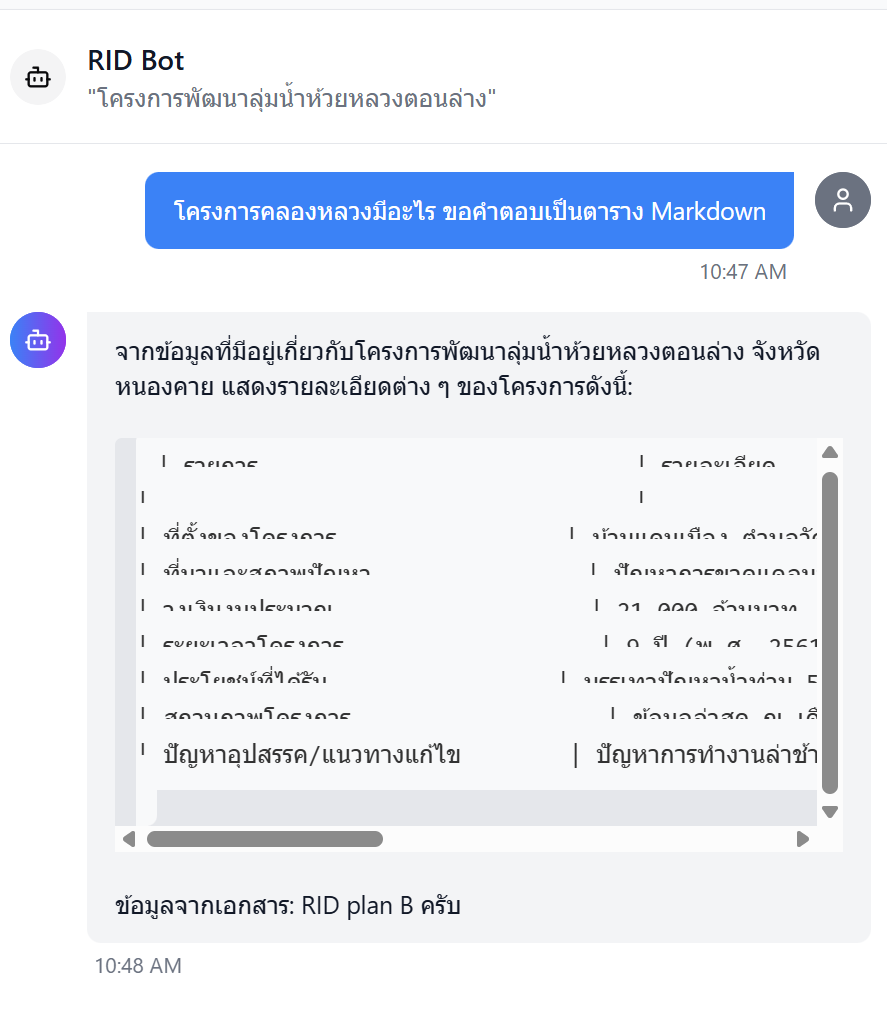 RID Bot
"โครงการพัฒนาลุ่มน้ำห้วยหลวงตอนล่าง"
โครงการคลองหลวงมีอะไร ขอคำตอบเป็นตาราง Markdown
10:47 AM
จากข้อมูลที่มีอยู่เกี่ยวกับโครงการพัฒนาลุ่มน้ำห้วยหลวงตอนล่าง จังหวัด
หนองคาย แสดงรายละเอียดต่าง ๆ ของโครงการดังนี้:
| รายการ | รายละเอียด
| |
| ที่ตั้งของโครงการ | บ้านแดนเมือง ตำบลวัด
| ที่มาและสภาพปัญหา | ปัญหาการขาดแคลน
| วงเงินงบประมาณ | 21,000 ล้านบาท
| ระยะเวลาโครงการ | 9 ปี (พ.ศ. 2561
| ประโยชน์ที่ได้รับ | บรรเทาปัญหาน้ำท่วม 5
| สถานภาพโครงการ | ข้อมูลล่าสุด ณ เดื
| ปัญหาอุปสรรค/แนวทางแก้ไข | ปัญหาการทำงานล่าช้า
ข้อมูลจากเอกสาร: RID plan B ครับ
10:48 AM